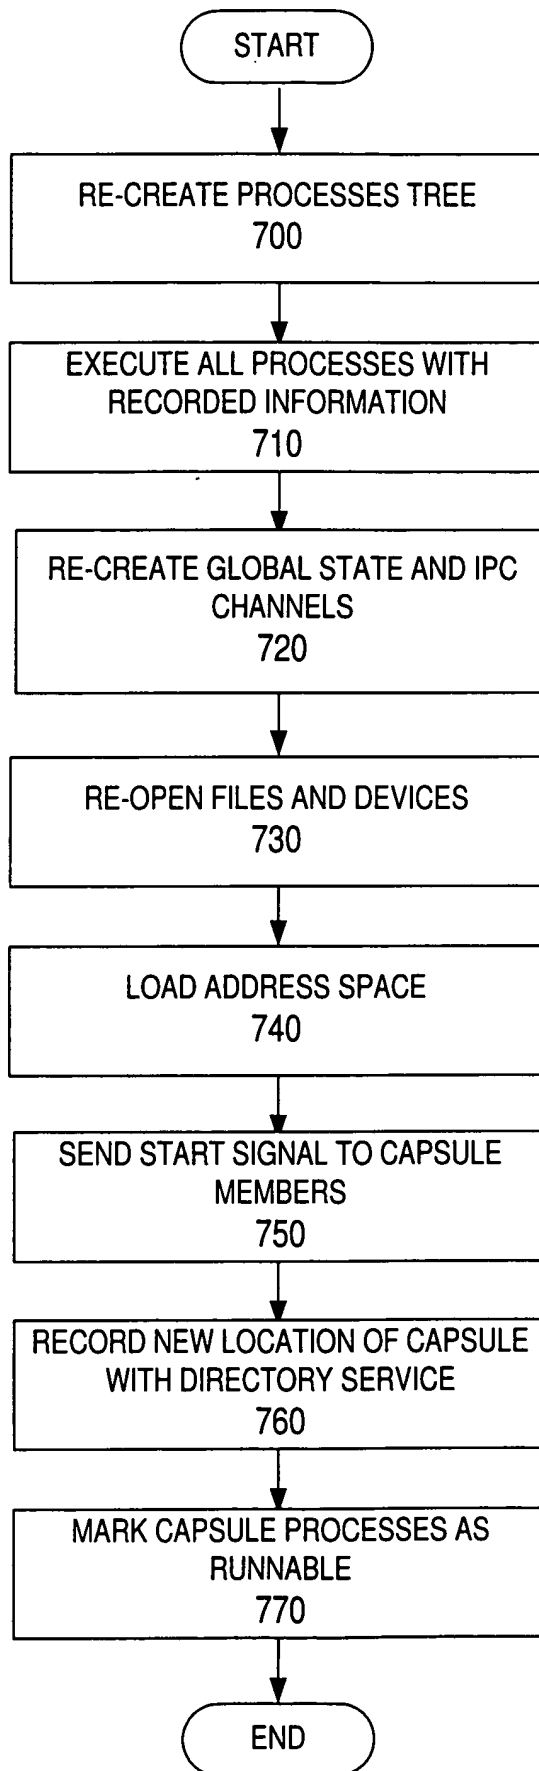 START
RE-CREATE PROCESSES TREE
700
EXECUTE ALL PROCESSES WITH
RECORDED INFORMATION
710
RE-CREATE GLOBAL STATE AND IPC
CHANNELS
720
RE-OPEN FILES AND DEVICES
730
LOAD ADDRESS SPACE
740
SEND START SIGNAL TO CAPSULE
MEMBERS
750
RECORD NEW LOCATION OF CAPSULE
WITH DIRECTORY SERVICE
760
MARK CAPSULE PROCESSES AS
RUNNABLE
770
END